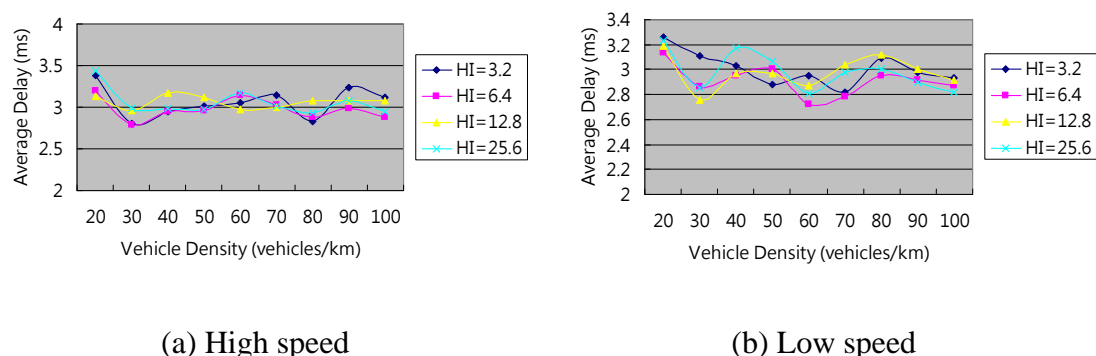 4
3.5
3
2.5
2
Average Delay (ms)
20 30 40 50 60 70 80 90 100
Vehicle Density (vehicles/km)
HI=3.2
HI=6.4
HI=12.8
HI=25.6
(a) High speed
3.4
3.2
3
2.8
2.6
2.4
2.2
2
Average Delay (ms)
20 30 40 50 60 70 80 90 100
Vehicle Density (vehicles/km)
HI=3.2
HI=6.4
HI=12.8
HI=25.6
(b) Low speed